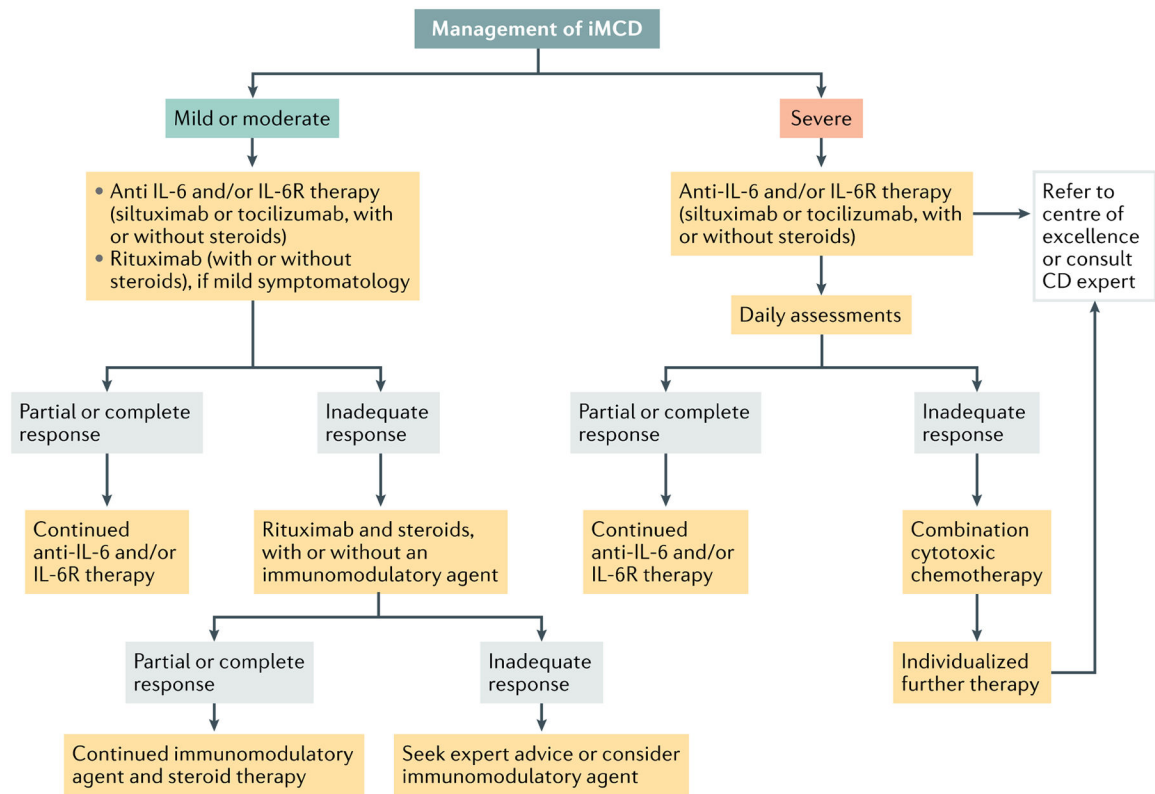 Management of iMCD
Mild or moderate
Severe
• Anti IL-6 and/or IL-6R therapy
(siltuximab or tocilizumab, with
or without steroids)
• Rituximab (with or without
steroids), if mild symptomatology
Anti-IL-6 and/or IL-6R therapy
(siltuximab or tocilizumab, with
or without steroids)
Refer to
centre of
excellence
or consult
CD expert
Daily assessments
Partial or complete
response
Inadequate
response
Partial or complete
response
Inadequate
response
Continued
anti-IL-6 and/or
IL-6R therapy
Rituximab and steroids,
with or without an
immunomodulatory agent
Continued
anti-IL-6 and/or
IL-6R therapy
Combination
cytotoxic
chemotherapy
Partial or complete
response
Inadequate
response
Individualized
further therapy
Continued immunomodulatory
agent and steroid therapy
Seek expert advice or consider
immunomodulatory agent